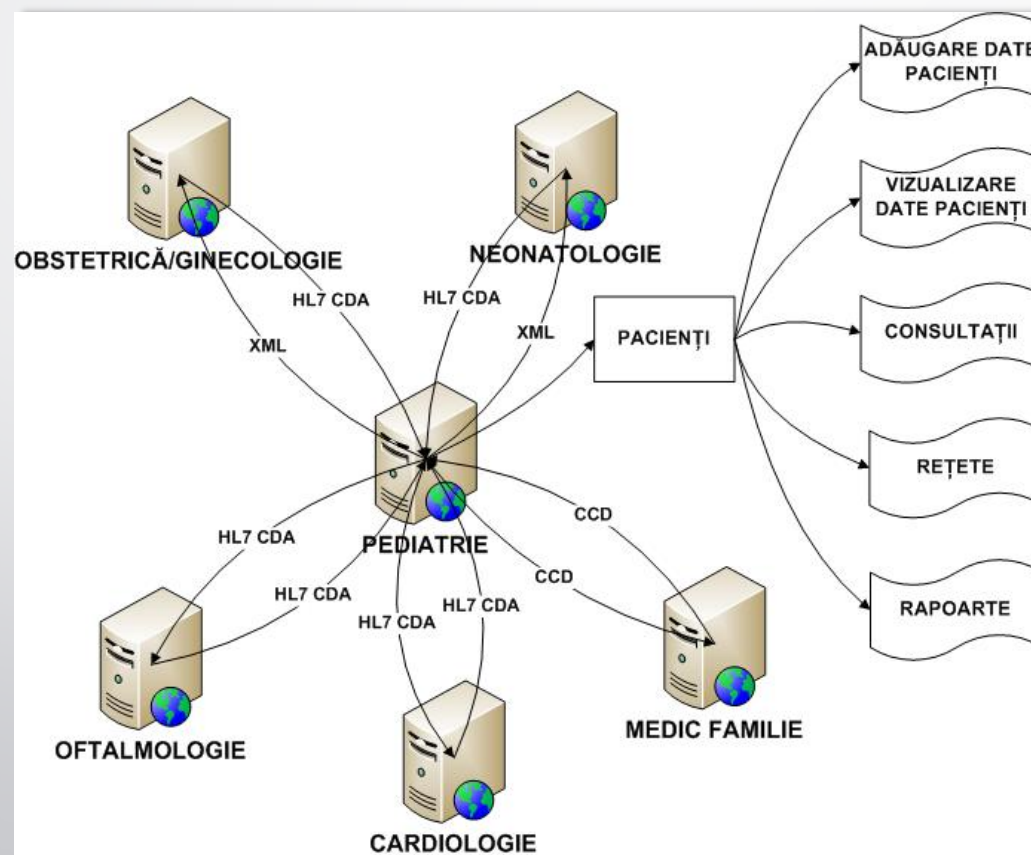 ADĂUGARE DATE
PACIENȚI
VIZUALIZARE
DATE PACIENȚI
CONSULTAȚII
REȚETE
RAPOARTE
PACIENȚI
OBSTETRICĂ/GINECOLOGIE
NEONATOLOGIE
HL7 CDA
XML
HL7 CDA
XML
PEDIATRIE
HL7 CDA
HL7 CDA
HL7 CDA
HL7 CDA
CCD
CCD
OFTALMOLOGIE
CARDIOLOGIE
MEDIC FAMILIE